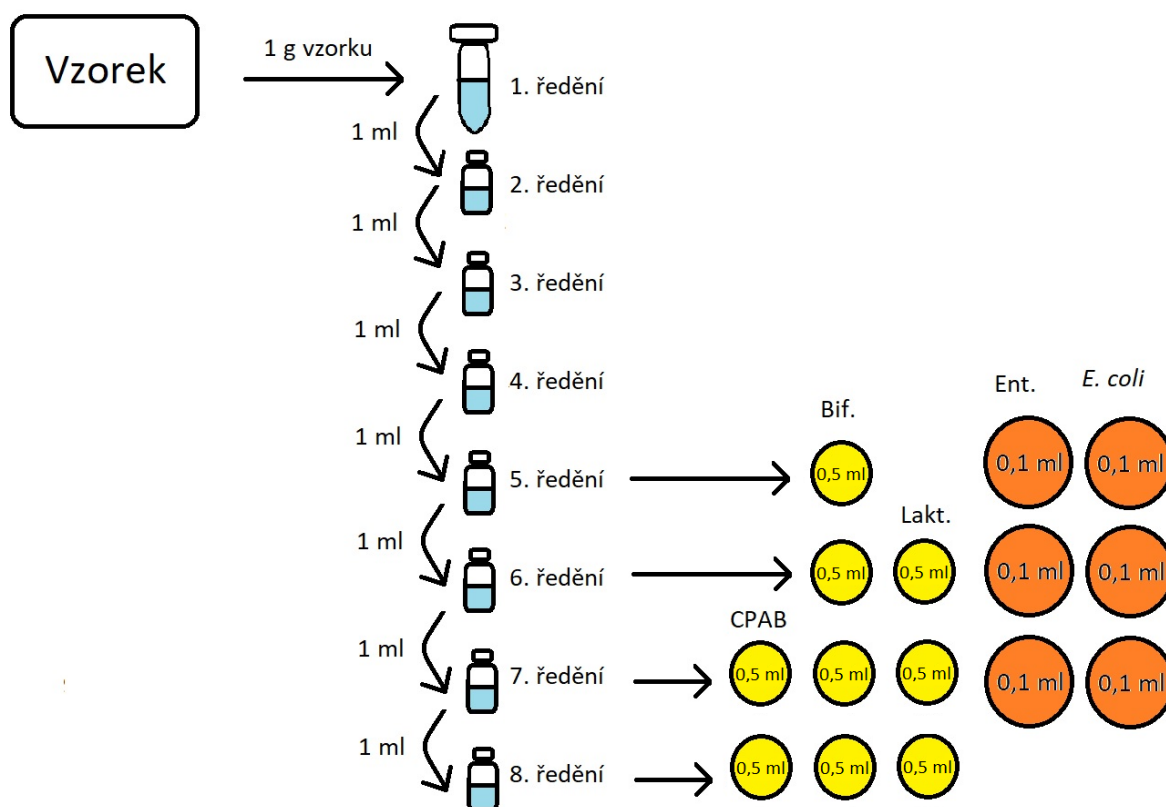 Vzorek
1 g vzorku
1. ředění
1 ml
2. ředění
1 ml
3. ředění
1 ml
4. ředění
1 ml
Bif.
Ent.
E. coli
5. ředění
0,5 ml
0,1 ml
0,1 ml
1 ml
Lakt.
6. ředění
0,5 ml
0,5 ml
0,1 ml
0,1 ml
1 ml
CPAB
7. ředění
0,5 ml
0,5 ml
0,5 ml
0,1 ml
0,1 ml
1 ml
8. ředění
0,5 ml
0,5 ml
0,5 ml